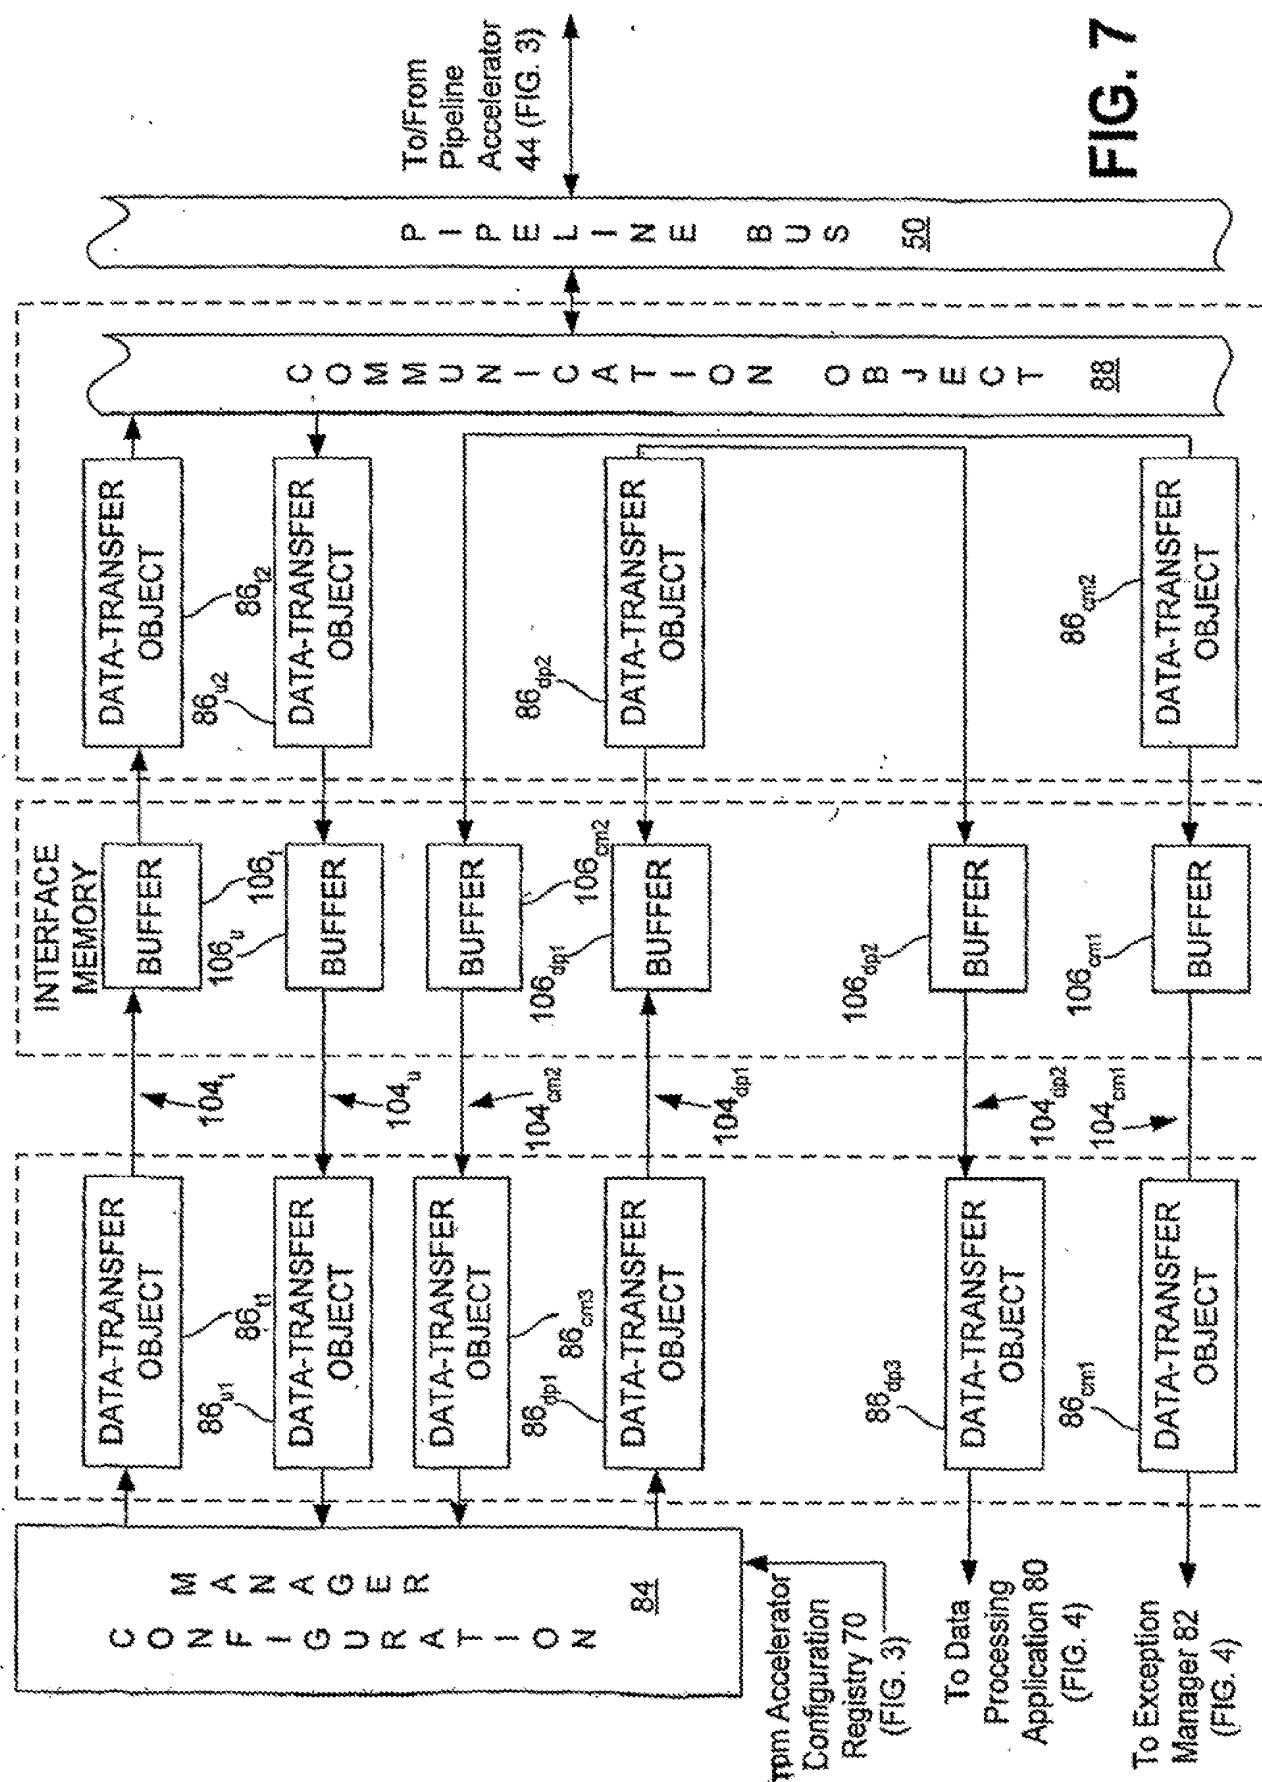 INTERFACE
MEMORY
CONFIGURATION
MANAGER
84
DATA-TRANSFER
OBJECT
86t1
104t
BUFFER
106t
DATA-TRANSFER
OBJECT
86t2
DATA-TRANSFER
OBJECT
86u1
104u
BUFFER
106u
DATA-TRANSFER
OBJECT
86u2
DATA-TRANSFER
OBJECT
86cm3
104cm2
BUFFER
106cm2
DATA-TRANSFER
OBJECT
86dp1
104dp1
BUFFER
106dp1
DATA-TRANSFER
OBJECT
86dp2
DATA-TRANSFER
OBJECT
86dp3
104dp2
BUFFER
106dp2
DATA-TRANSFER
OBJECT
86cm1
104cm1
BUFFER
106cm1
DATA-TRANSFER
OBJECT
86cm2
COMMUNICATION OBJECT
88
PIPELINE BUS
50
To/From
Pipeline
Accelerator
44 (FIG. 3)
Accelerator
Configuration
Registry 70
(FIG. 3)
To Data
Processing
Application 80
(FIG. 4)
To Exception
Manager 82
(FIG. 4)
FIG. 7